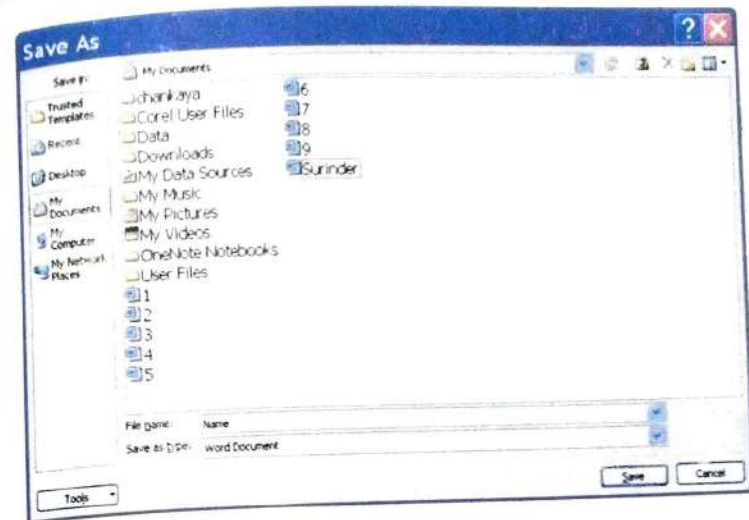 Save As
?
Save in:
My Documents
Trusted
Templates
Recent
Desktop
My
Documents
My
Computer
My Network
Places
chankaya
Corel User Files
Data
Downloads
My Data Sources
My Music
My Pictures
My Videos
OneNote Notebooks
User Files
1
2
3
4
5
6
7
8
9
Surinder
File name:
Name
Save as type:
Word Document
Tools
Save
Cancel